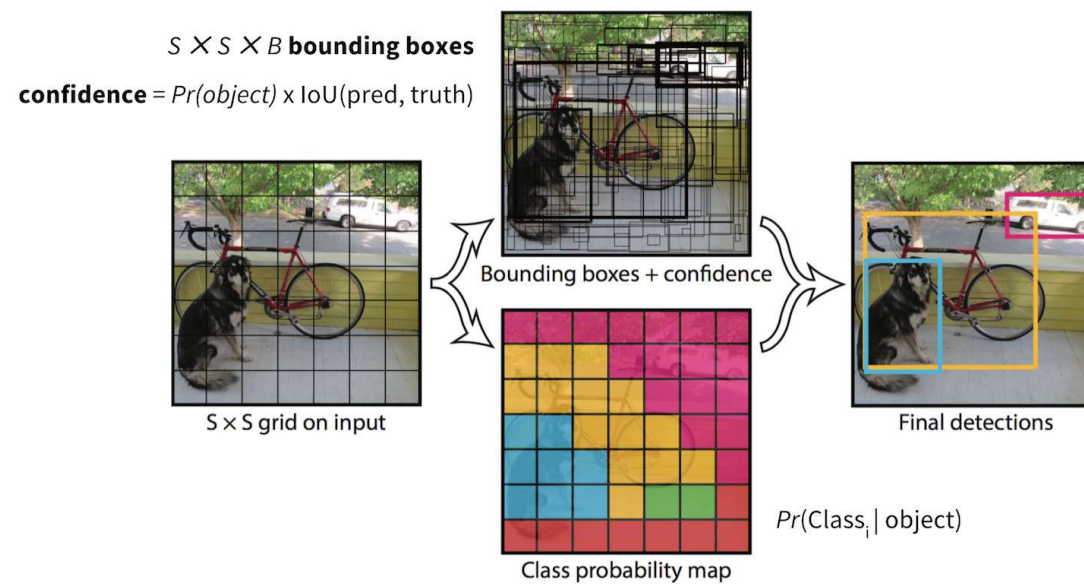 S × S × B bounding boxes
confidence = Pr(object) x IoU(pred, truth)
Bounding boxes + confidence
S × S grid on input
Final detections
Pr(Class_i | object)
Class probability map